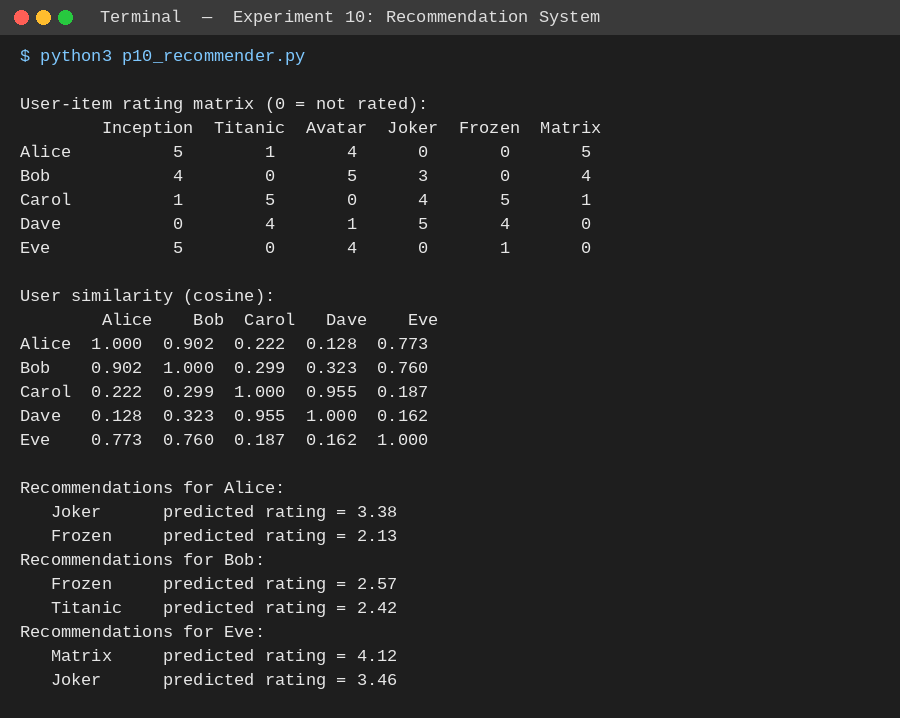 Terminal — Experiment 10: Recommendation System
$ python3 p10_recommender.py
User-item rating matrix (0 = not rated):
        Inception  Titanic  Avatar  Joker  Frozen  Matrix
Alice          5        1       4      0       0       5
Bob            4        0       5      3       0       4
Carol          1        5       0      4       5       1
Dave           0        4       1      5       4       0
Eve            5        0       4      0       1       0
User similarity (cosine):
        Alice    Bob  Carol   Dave    Eve
Alice  1.000  0.902  0.222  0.128  0.773
Bob    0.902  1.000  0.299  0.323  0.760
Carol  0.222  0.299  1.000  0.955  0.187
Dave   0.128  0.323  0.955  1.000  0.162
Eve    0.773  0.760  0.187  0.162  1.000
Recommendations for Alice:
   Joker      predicted rating = 3.38
   Frozen     predicted rating = 2.13
Recommendations for Bob:
   Frozen     predicted rating = 2.57
   Titanic    predicted rating = 2.42
Recommendations for Eve:
   Matrix     predicted rating = 4.12
   Joker      predicted rating = 3.46